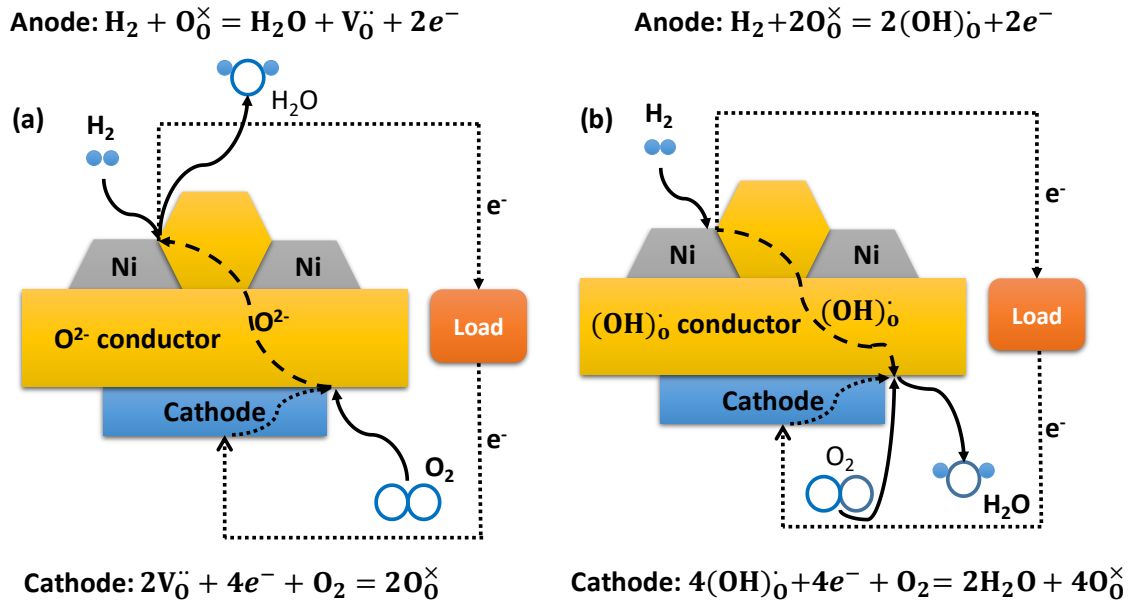 Anode: H₂ + O_O^× = H₂O + V_O^¨ + 2e⁻
Anode: H₂+2O_O^× = 2(OH)_O^˙+2e⁻
(a)
H₂
H₂O
e⁻
Ni
Ni
O²⁻
O²⁻ conductor
Load
Cathode
e⁻
O₂
Cathode: 2V_O^¨ + 4e⁻ + O₂ = 2O_O^×
(b)
H₂
e⁻
Ni
Ni
(OH)_o^˙ conductor
(OH)_o^˙
Load
Cathode
e⁻
O₂
H₂O
Cathode: 4(OH)_O^˙+4e⁻ + O₂= 2H₂O + 4O_O^×